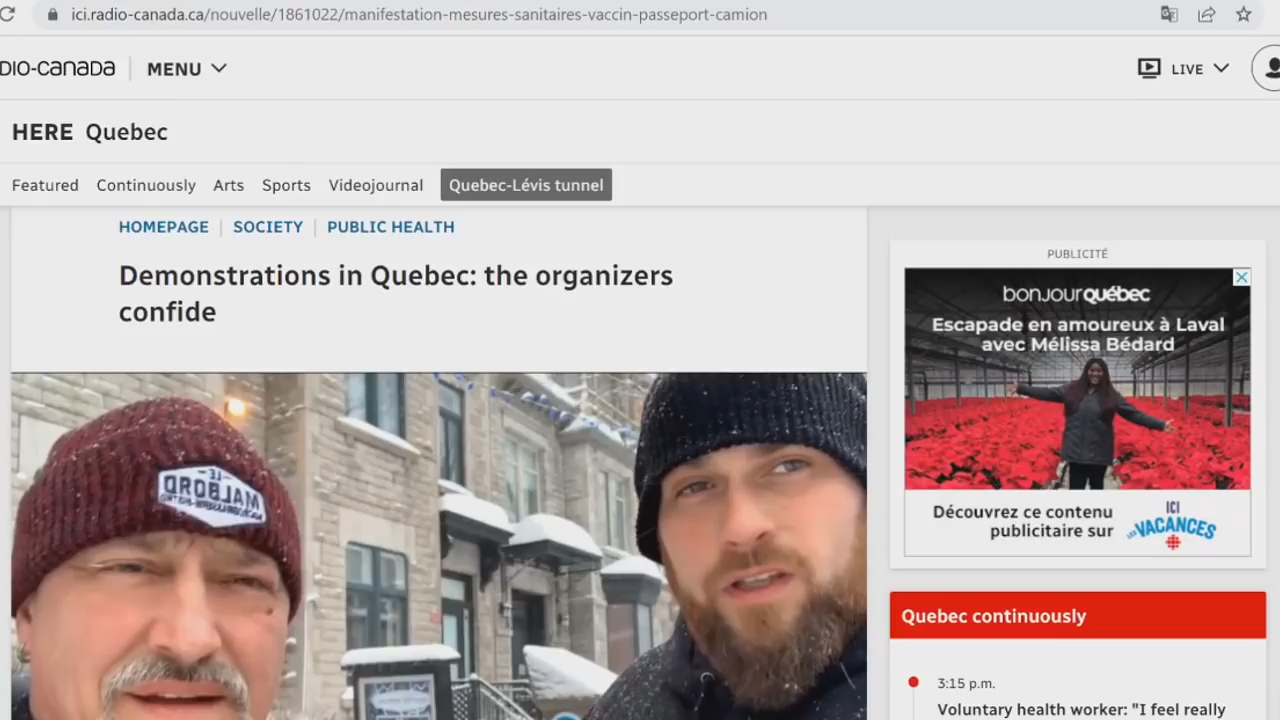 ici.radio-canada.ca/nouvelle/1861022/manifestation-mesures-sanitaires-vaccin-passeport-camion
DIO-CANADA
MENU
LIVE
HERE Quebec
Featured Continuously Arts Sports Videojournal Quebec-Lévis tunnel
HOMEPAGE SOCIETY PUBLIC HEALTH
Demonstrations in Quebec: the organizers
confide
LE
MALBORD
PUBLICITÉ
bonjourquébec
Escapade en amoureux à Laval
avec Mélissa Bédard
Découvrez ce contenu
publicitaire sur
ICI
LES VACANCES
Quebec continuously
3:15 p.m.
Voluntary health worker: "I feel really